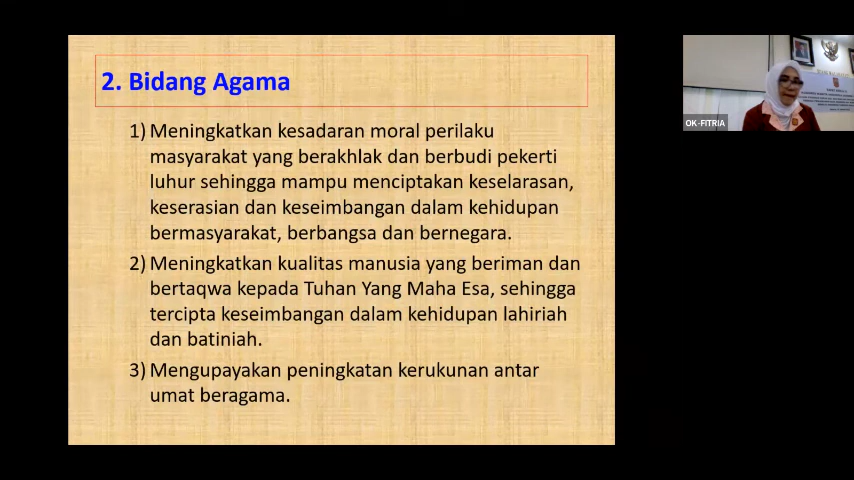 2. Bidang Agama
1) Meningkatkan kesadaran moral perilaku
masyarakat yang berakhlak dan berbudi pekerti
luhur sehingga mampu menciptakan keselarasan,
keserasian dan keseimbangan dalam kehidupan
bermasyarakat, berbangsa dan bernegara.
2) Meningkatkan kualitas manusia yang beriman dan
bertaqwa kepada Tuhan Yang Maha Esa, sehingga
tercipta keseimbangan dalam kehidupan lahiriah
dan batiniah.
3) Mengupayakan peningkatan kerukunan antar
umat beragama.
OK-FITRIA